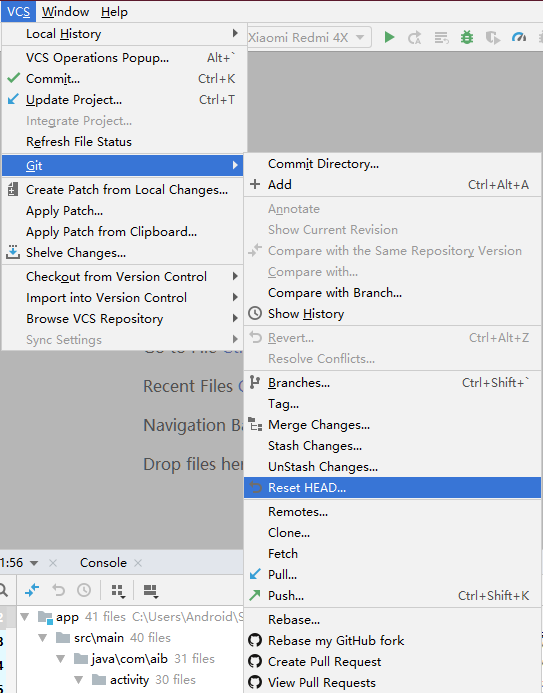 VCS Window Help
Xiaomi Redmi 4X
Local History
VCS Operations Popup... Alt+`
Commit... Ctrl+K
Update Project... Ctrl+T
Integrate Project...
Refresh File Status
Git
Create Patch from Local Changes...
Apply Patch...
Apply Patch from Clipboard...
Shelve Changes...
Checkout from Version Control
Import into Version Control
Browse VCS Repository
Sync Settings
Commit Directory...
Add Ctrl+Alt+A
Annotate
Show Current Revision
Compare with the Same Repository Version
Compare with...
Compare with Branch...
Show History
Revert... Ctrl+Alt+Z
Resolve Conflicts...
Branches... Ctrl+Shift+`
Tag...
Merge Changes...
Stash Changes...
UnStash Changes...
Reset HEAD...
Remotes...
Clone...
Fetch
Pull...
Push... Ctrl+Shift+K
Rebase...
Rebase my GitHub fork
Create Pull Request
View Pull Requests
Go to File
Recent Files
Navigation
Drop files
1:56 Console
app 41 files C:\Users\Android\S
src\main 40 files
java\com\aib 31 files
activity 30 files